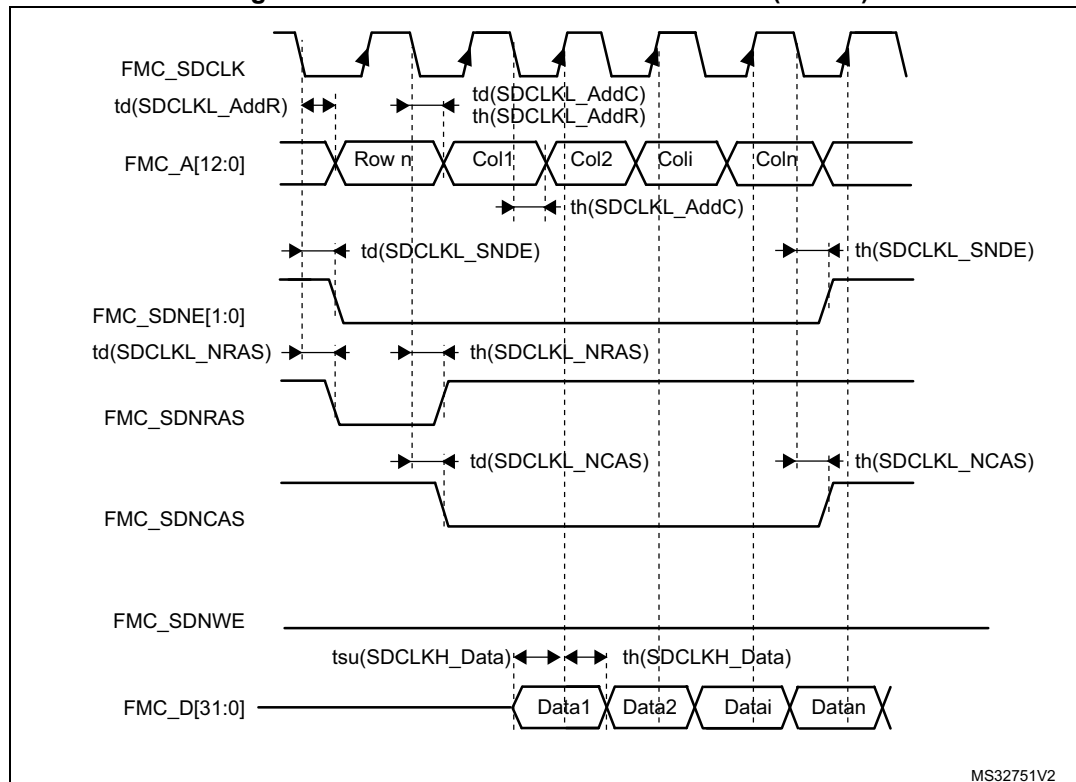 FMC_SDCLK
td(SDCLKL_AddR)
td(SDCLKL_AddC)
th(SDCLKL_AddR)
FMC_A[12:0]
Row n
Col1
Col2
Coli
Coln
th(SDCLKL_AddC)
td(SDCLKL_SNDE)
th(SDCLKL_SNDE)
FMC_SDNE[1:0]
td(SDCLKL_NRAS)
th(SDCLKL_NRAS)
FMC_SDNRAS
td(SDCLKL_NCAS)
th(SDCLKL_NCAS)
FMC_SDNCAS
FMC_SDNWE
tsu(SDCLKH_Data)
th(SDCLKH_Data)
FMC_D[31:0]
Data1
Data2
Datai
Datan
MS32751V2